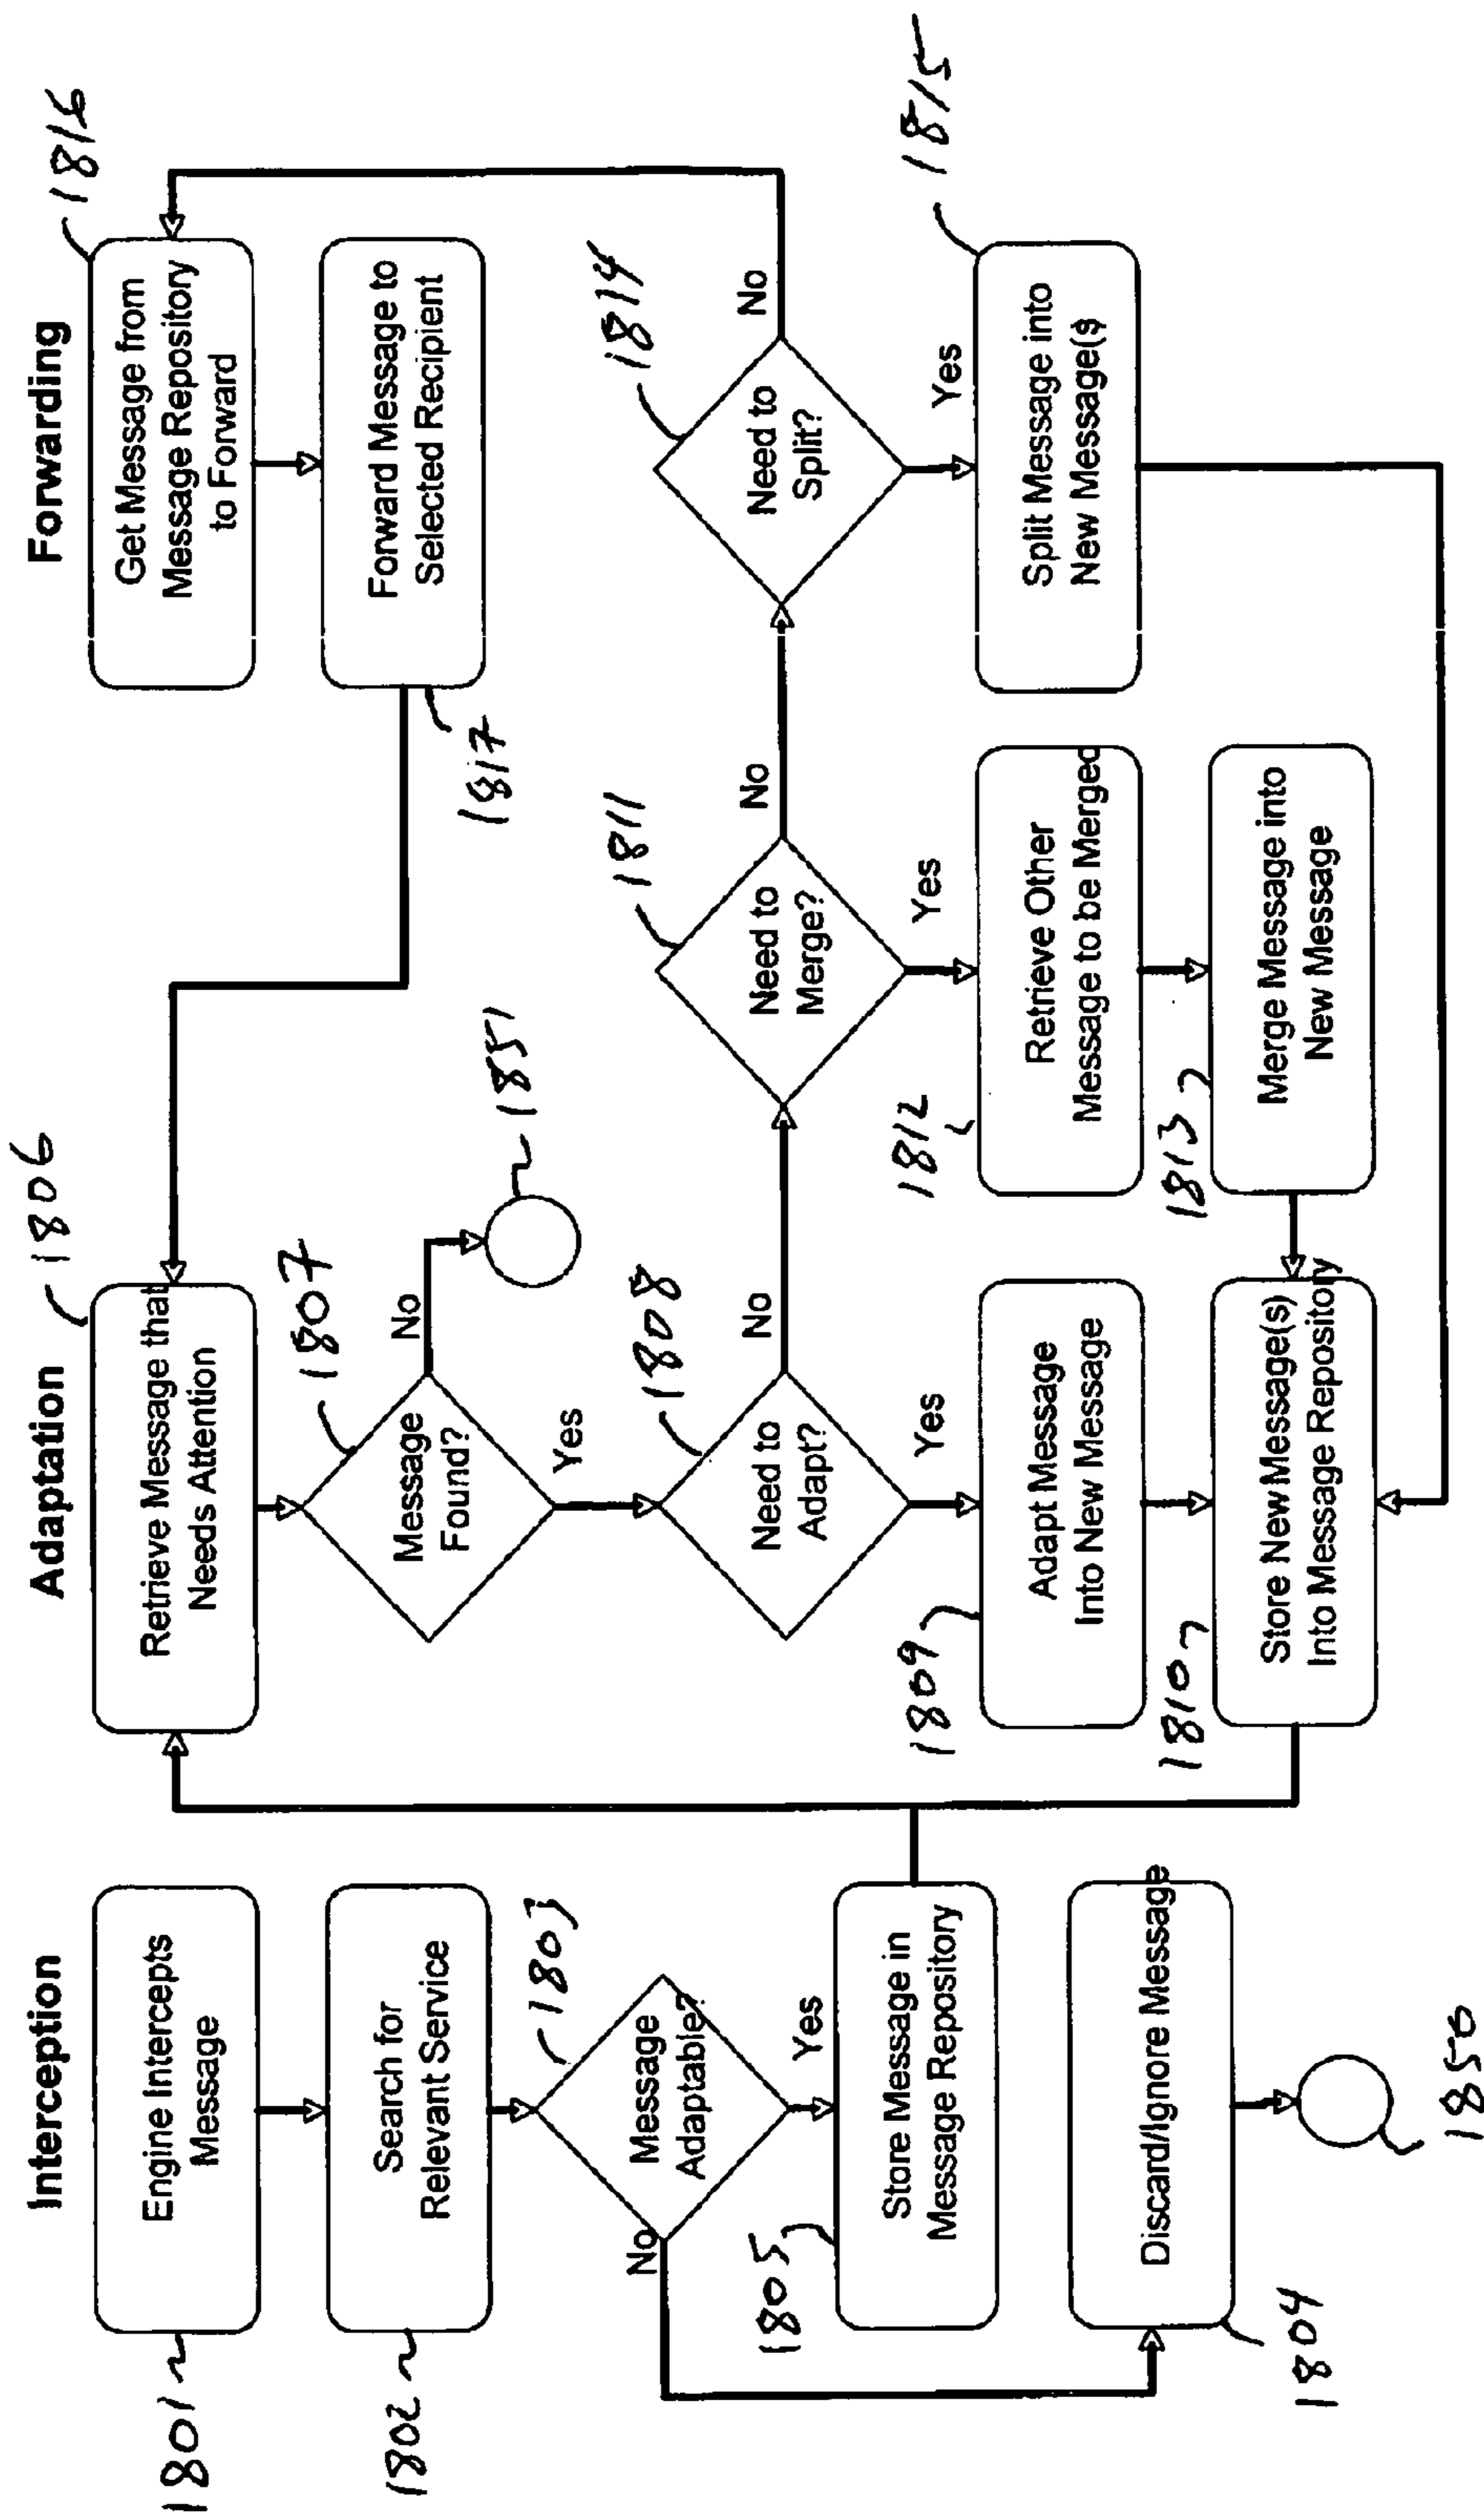 Interception
1801
Engine Intercepts
Message
1802
Search for
Relevant Service
1803
Message
Adaptable?
No
Yes
1805
Store Message in
Message Repository
Discard/Ignore Message
1804
1850
Adaptation
1806
Retrieve Message that
Needs Attention
1807
Message
Found?
No
1851
Yes
1808
Need to
Adapt?
No
Yes
1809
Adapt Message
Into New Message
1810
Store New Message(s)
Into Message Repository
1811
Need to
Merge?
No
Yes
1812
Retrieve Other
Message to be Merged
1813
Merge Message into
New Message
Forwarding
1816
Get Message from
Message Repository
to Forward
Forward Message to
Selected Recipient
1817
1814
Need to
Split?
No
Yes
1815
Split Message into
New Message(s)